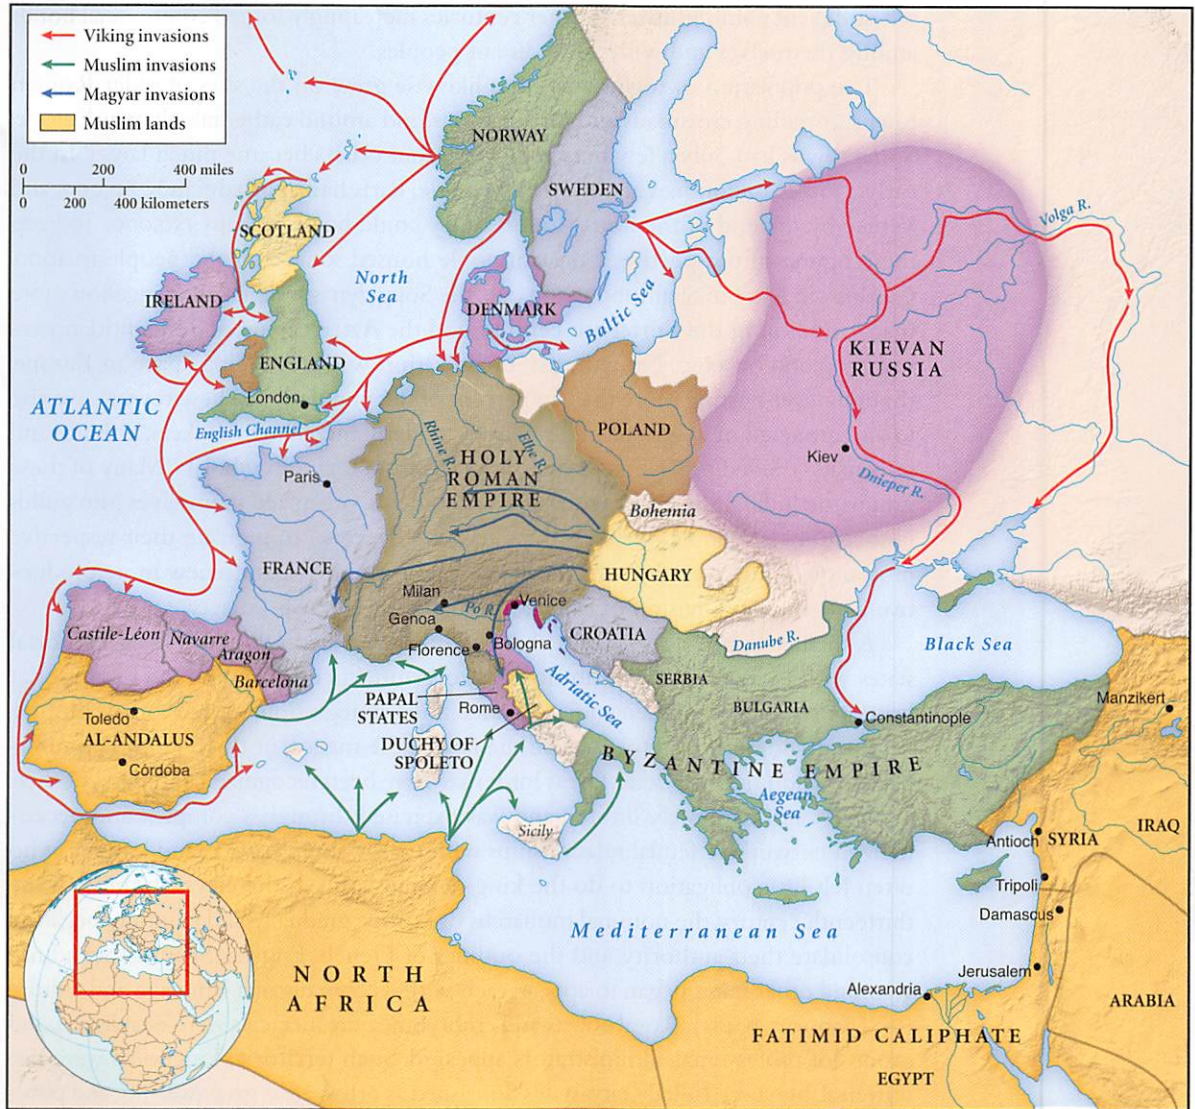 Viking invasions
Muslim invasions
Magyar invasions
Muslim lands
0 200 400 miles
0 200 400 kilometers
NORWAY
SWEDEN
SCOTLAND
North
Sea
IRELAND
DENMARK
Baltic Sea
Volga R.
ENGLAND
London
KIEVAN
RUSSIA
ATLANTIC
OCEAN
English Channel
Rhine R.
Elbe R.
POLAND
HOLY
ROMAN
EMPIRE
Kiev
Dnieper R.
Paris
Bohemia
FRANCE
HUNGARY
Milan
Po R.
Venice
Genoa
Castile-Léon
Navarre
Aragon
Barcelona
Florence
Bologna
CROATIA
Danube R.
Black Sea
Adriatic Sea
SERBIA
PAPAL
STATES
Rome
BULGARIA
Manzikert
Constantinople
Toledo
AL-ANDALUS
Córdoba
DUCHY OF
SPOLETO
BYZANTINE EMPIRE
Aegean
Sea
Sicily
Antioch
SYRIA
IRAQ
Tripoli
Damascus
Mediterranean Sea
Jerusalem
NORTH
AFRICA
Alexandria
ARABIA
FATIMID CALIPHATE
EGYPT